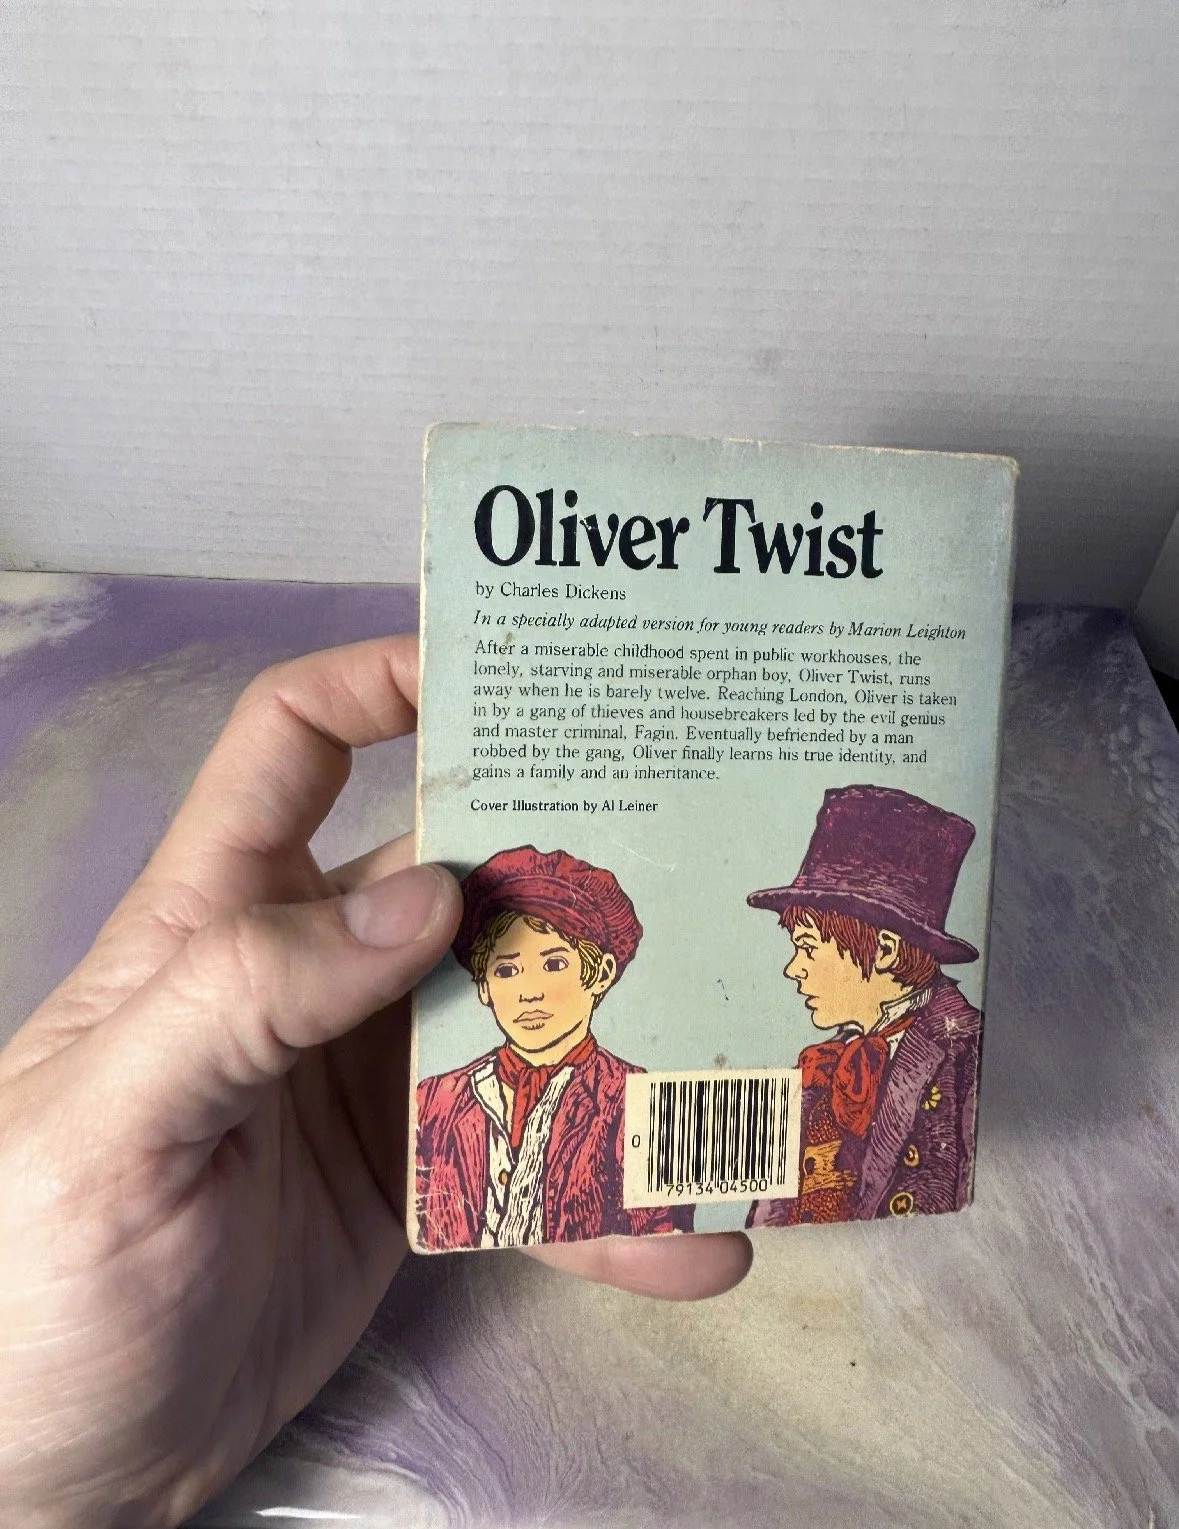 Oliver Twist
by Charles Dickens
In a specially adapted version for young readers by Marion Leighton
After a miserable childhood spent in public workhouses, the
lonely, starving and miserable orphan boy, Oliver Twist, runs
away when he is barely twelve. Reaching London, Oliver is taken
in by a gang of thieves and housebreakers led by the evil genius
and master criminal, Fagin. Eventually befriended by a man
robbed by the gang, Oliver finally learns his true identity, and
gains a family and an inheritance.
Cover Illustration by Al Leiner
0
79134 04500